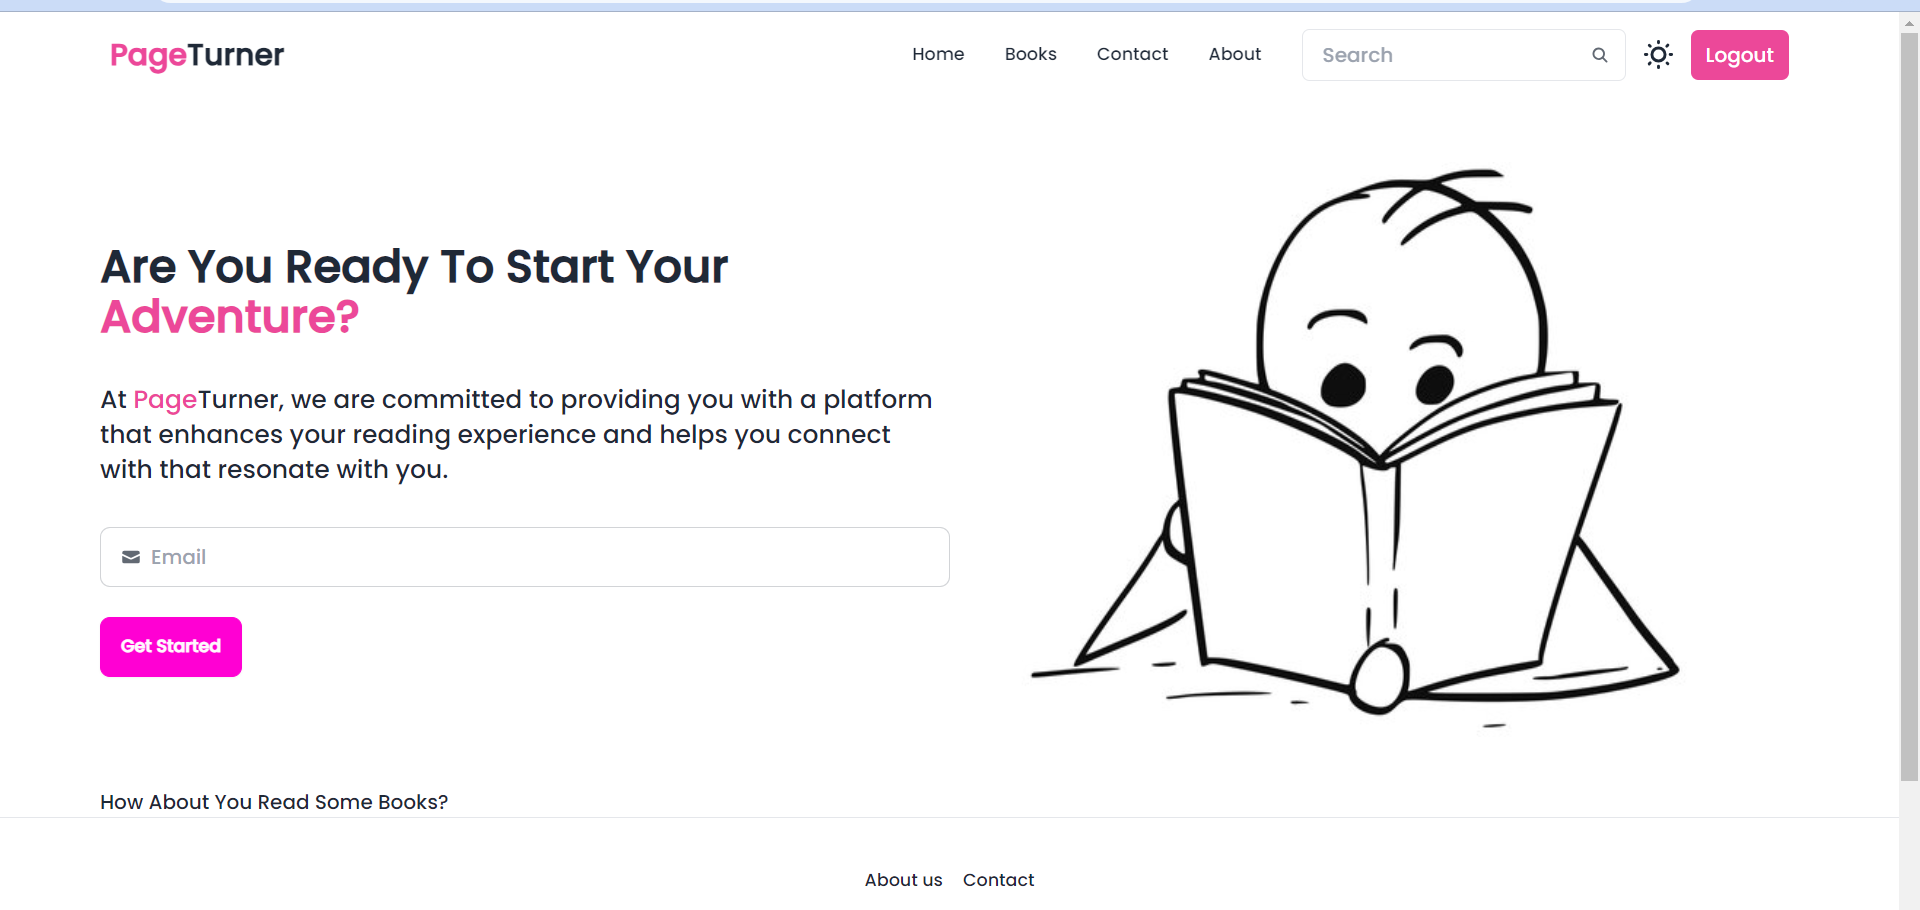 PageTurner
Home Books Contact About Search Logout
Are You Ready To Start Your
Adventure?
At PageTurner, we are committed to providing you with a platform
that enhances your reading experience and helps you connect
with that resonate with you.
Email
Get Started
How About You Read Some Books?
About us Contact